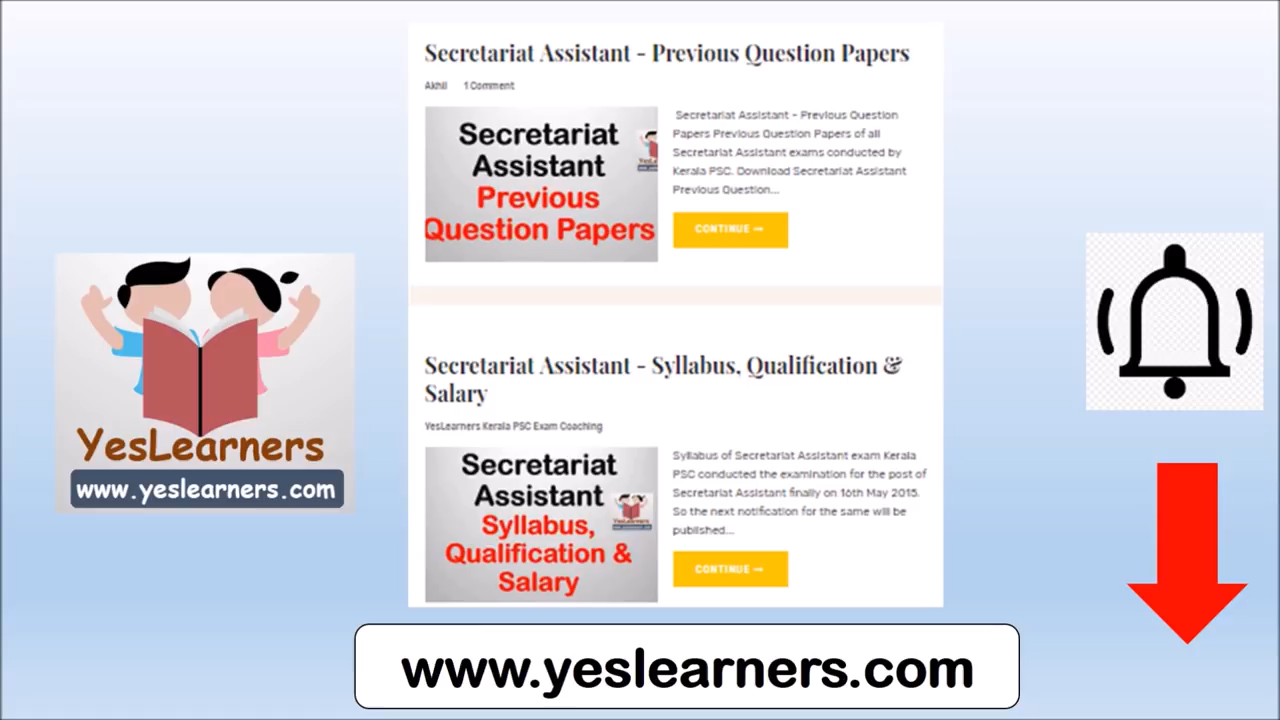 Secretariat Assistant - Previous Question Papers
Akhil 1 Comment
Secretariat
Assistant
Previous
Question Papers
Secretariat Assistant - Previous Question
Papers Previous Question Papers of all
Secretariat Assistant exams conducted by
Kerala PSC. Download Secretariat Assistant
Previous Question...
CONTINUE →
YesLearners
www.yeslearners.com
Secretariat Assistant - Syllabus, Qualification &
Salary
YesLearners Kerala PSC Exam Coaching
Secretariat
Assistant
Syllabus,
Qualification &
Salary
Syllabus of Secretariat Assistant exam Kerala
PSC conducted the examination for the post of
Secretariat Assistant finally on 16th May 2015.
So the next notification for the same will be
published...
CONTINUE →
www.yeslearners.com